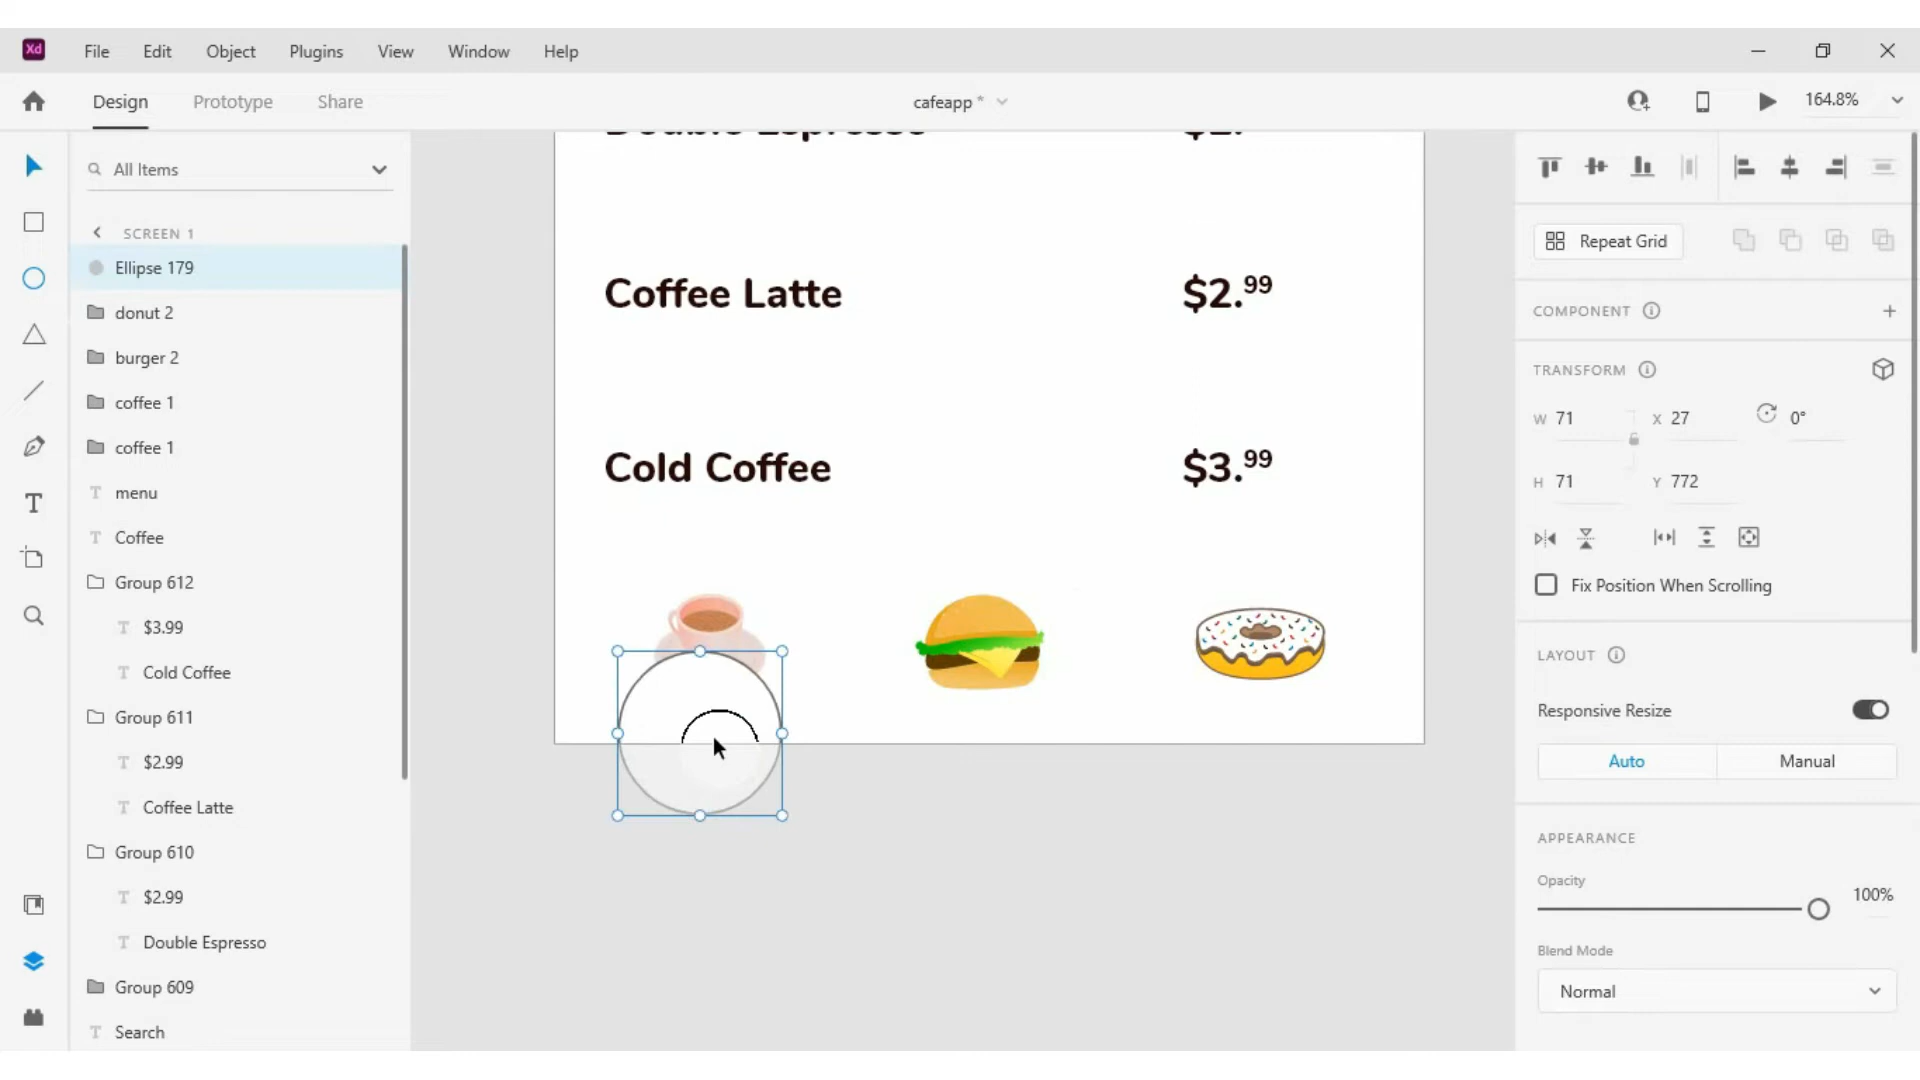 Xd File Edit Object Plugins View Window Help
Design Prototype Share cafeapp * 164.8%
All Items
SCREEN 1
Ellipse 179
donut 2
burger 2
coffee 1
coffee 1
T menu
T Coffee
Group 612
T $3.99
T Cold Coffee
Group 611
T $2.99
T Coffee Latte
Group 610
T $2.99
T Double Espresso
Group 609
T Search
T
Double Espresso $2.
Coffee Latte $2.99
Cold Coffee $3.99
Repeat Grid
COMPONENT
TRANSFORM
W 71 X 27 0°
H 71 Y 772
Fix Position When Scrolling
LAYOUT
Responsive Resize
Auto Manual
APPEARANCE
Opacity
100%
Blend Mode
Normal